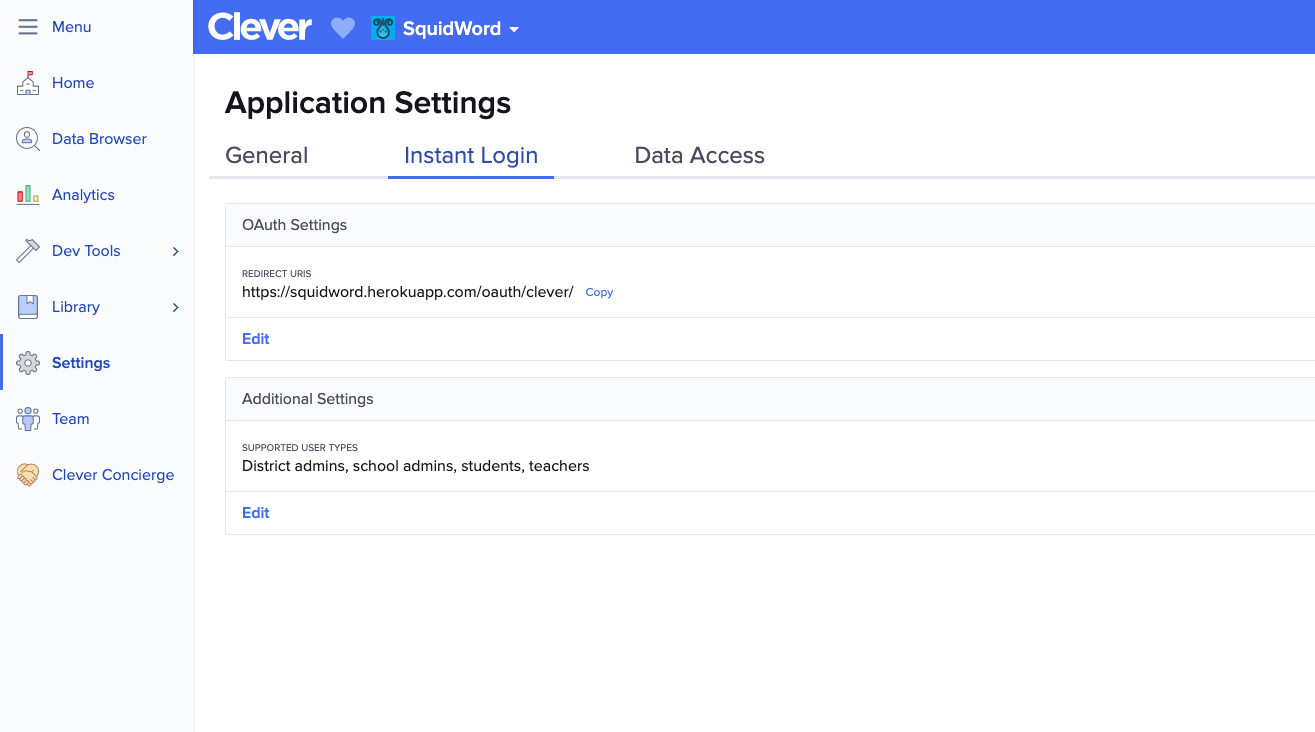 Menu
Home
Data Browser
Analytics
Dev Tools
Library
Settings
Team
Clever Concierge
Clever SquidWord
Application Settings
General Instant Login Data Access
OAuth Settings
REDIRECT URIS
https://squidword.herokuapp.com/oauth/clever/ Copy
Edit
Additional Settings
SUPPORTED USER TYPES
District admins, school admins, students, teachers
Edit